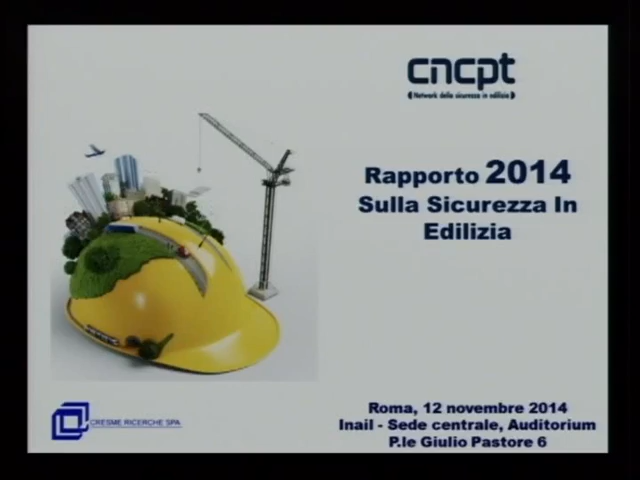 cncpt
Network della sicurezza in edilizia
Rapporto 2014
Sulla Sicurezza In
Edilizia
CRESME RICERCHE SPA
Roma, 12 novembre 2014
Inail - Sede centrale, Auditorium
P.le Giulio Pastore 6